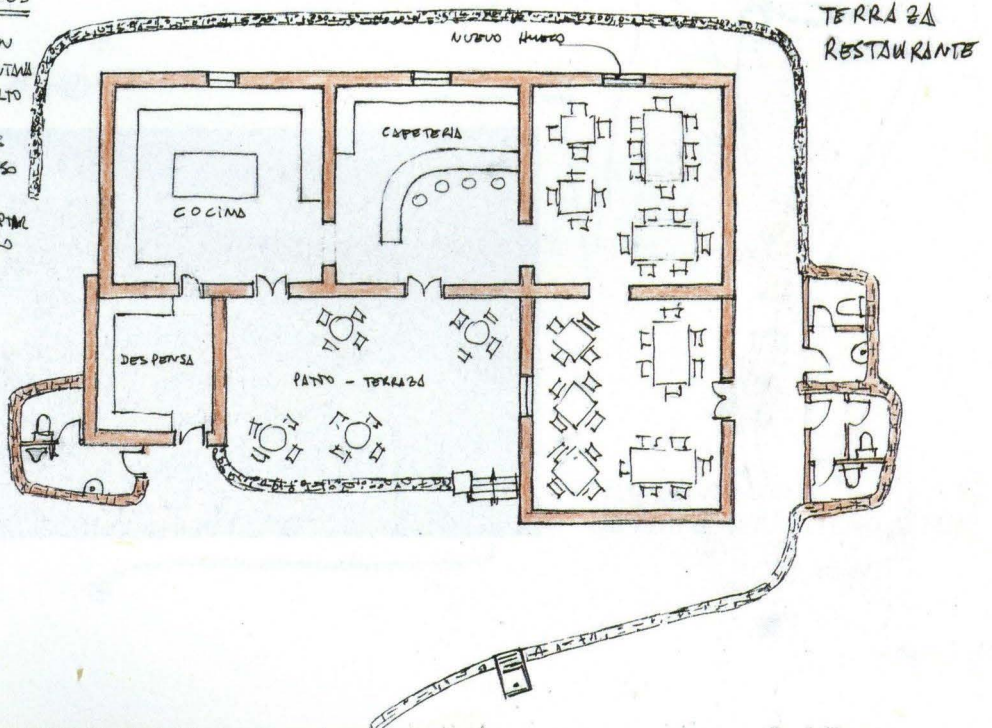 TERRAZA
RESTAURANTE
NUEVO HUECO
CAFETERIA
COCINA
DESPENSA
PATIO - TERRAZA